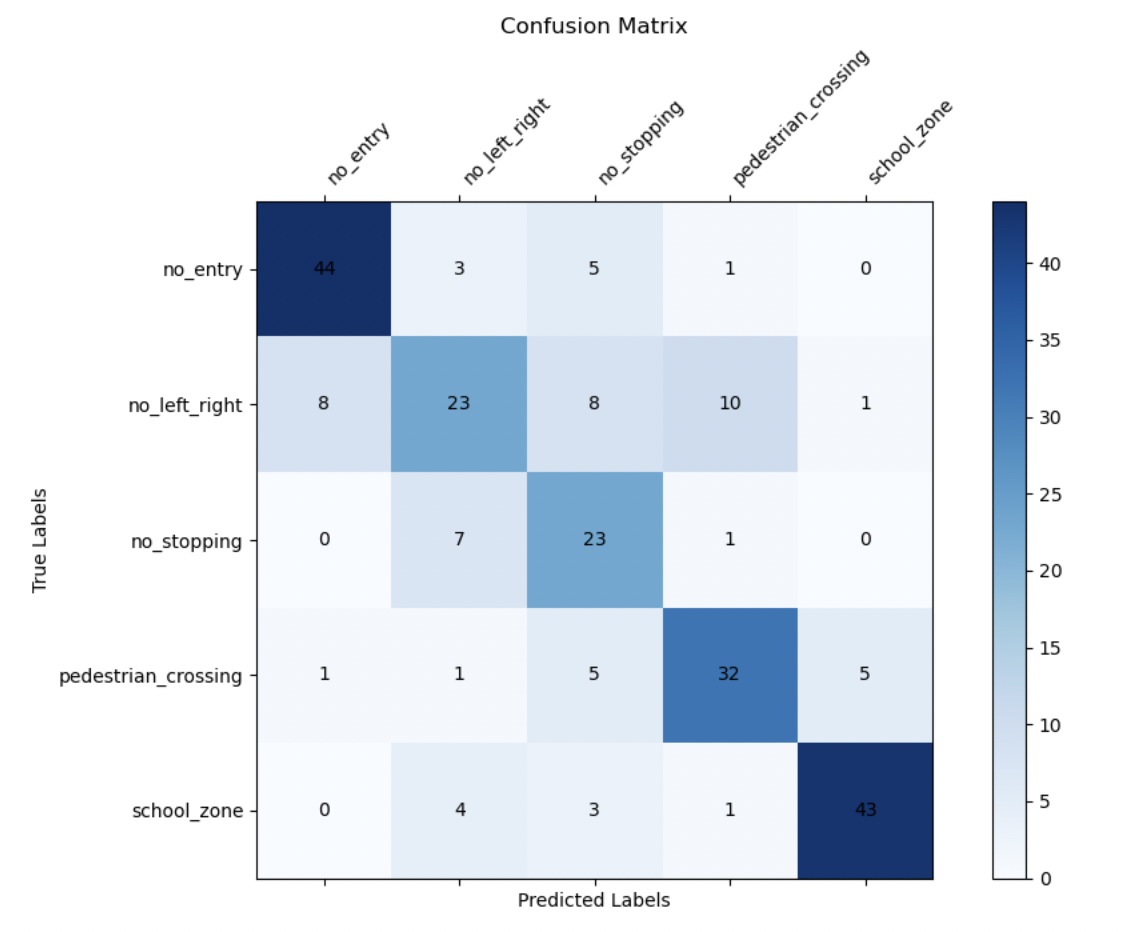 Confusion Matrix
no_entry
no_left_right
no_stopping
pedestrian_crossing
school_zone
no_entry 44 3 5 1 0
no_left_right 8 23 8 10 1
no_stopping 0 7 23 1 0
pedestrian_crossing 1 1 5 32 5
school_zone 0 4 3 1 43
True Labels
Predicted Labels
40
35
30
25
20
15
10
5
0